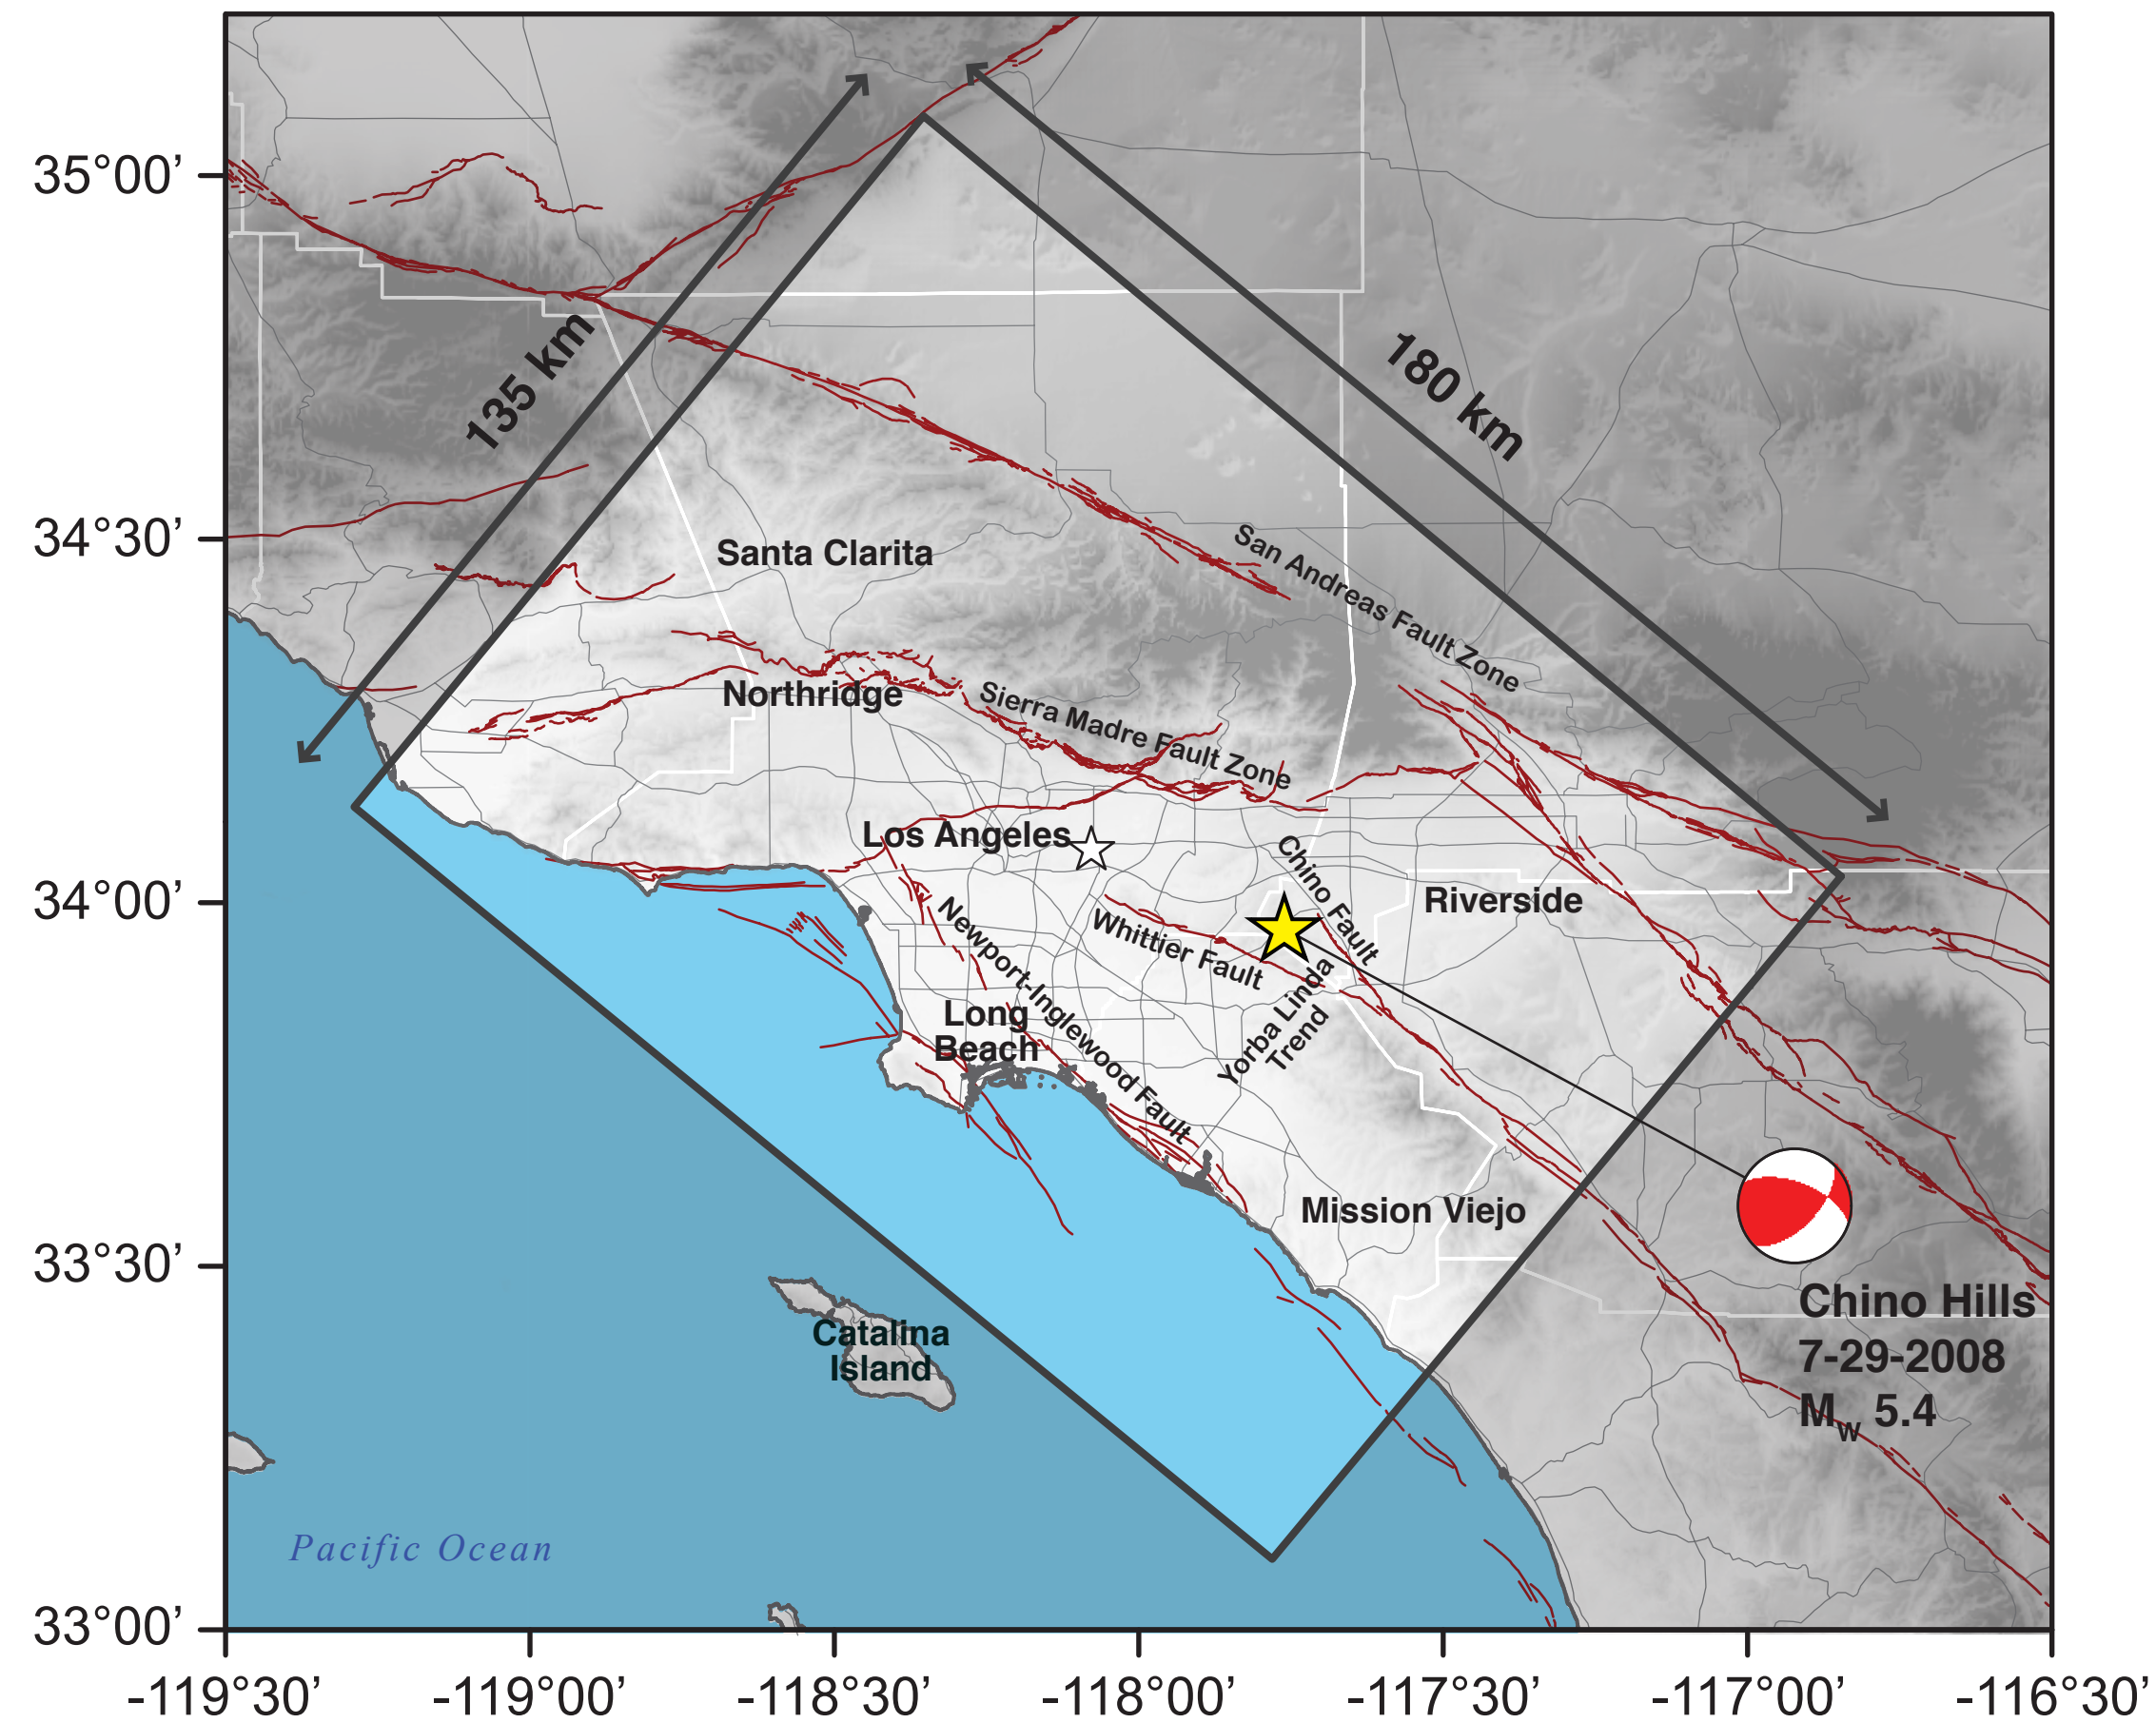 35°00’
34°30’
34°00’
33°30’
33°00’
-119°30’
-119°00’
-118°30’
-118°00’
-117°30’
-117°00’
-116°30’
135 km
180 km
Santa Clarita
San Andreas Fault Zone
Northridge
Sierra Madre Fault Zone
Los Angeles
Chino Fault
Riverside
Whittier Fault
Newport-Inglewood Fault
Yorba Linda
Trend
Long
Beach
Mission Viejo
Catalina
Island
Chino Hills
7-29-2008
Mw 5.4
Pacific Ocean